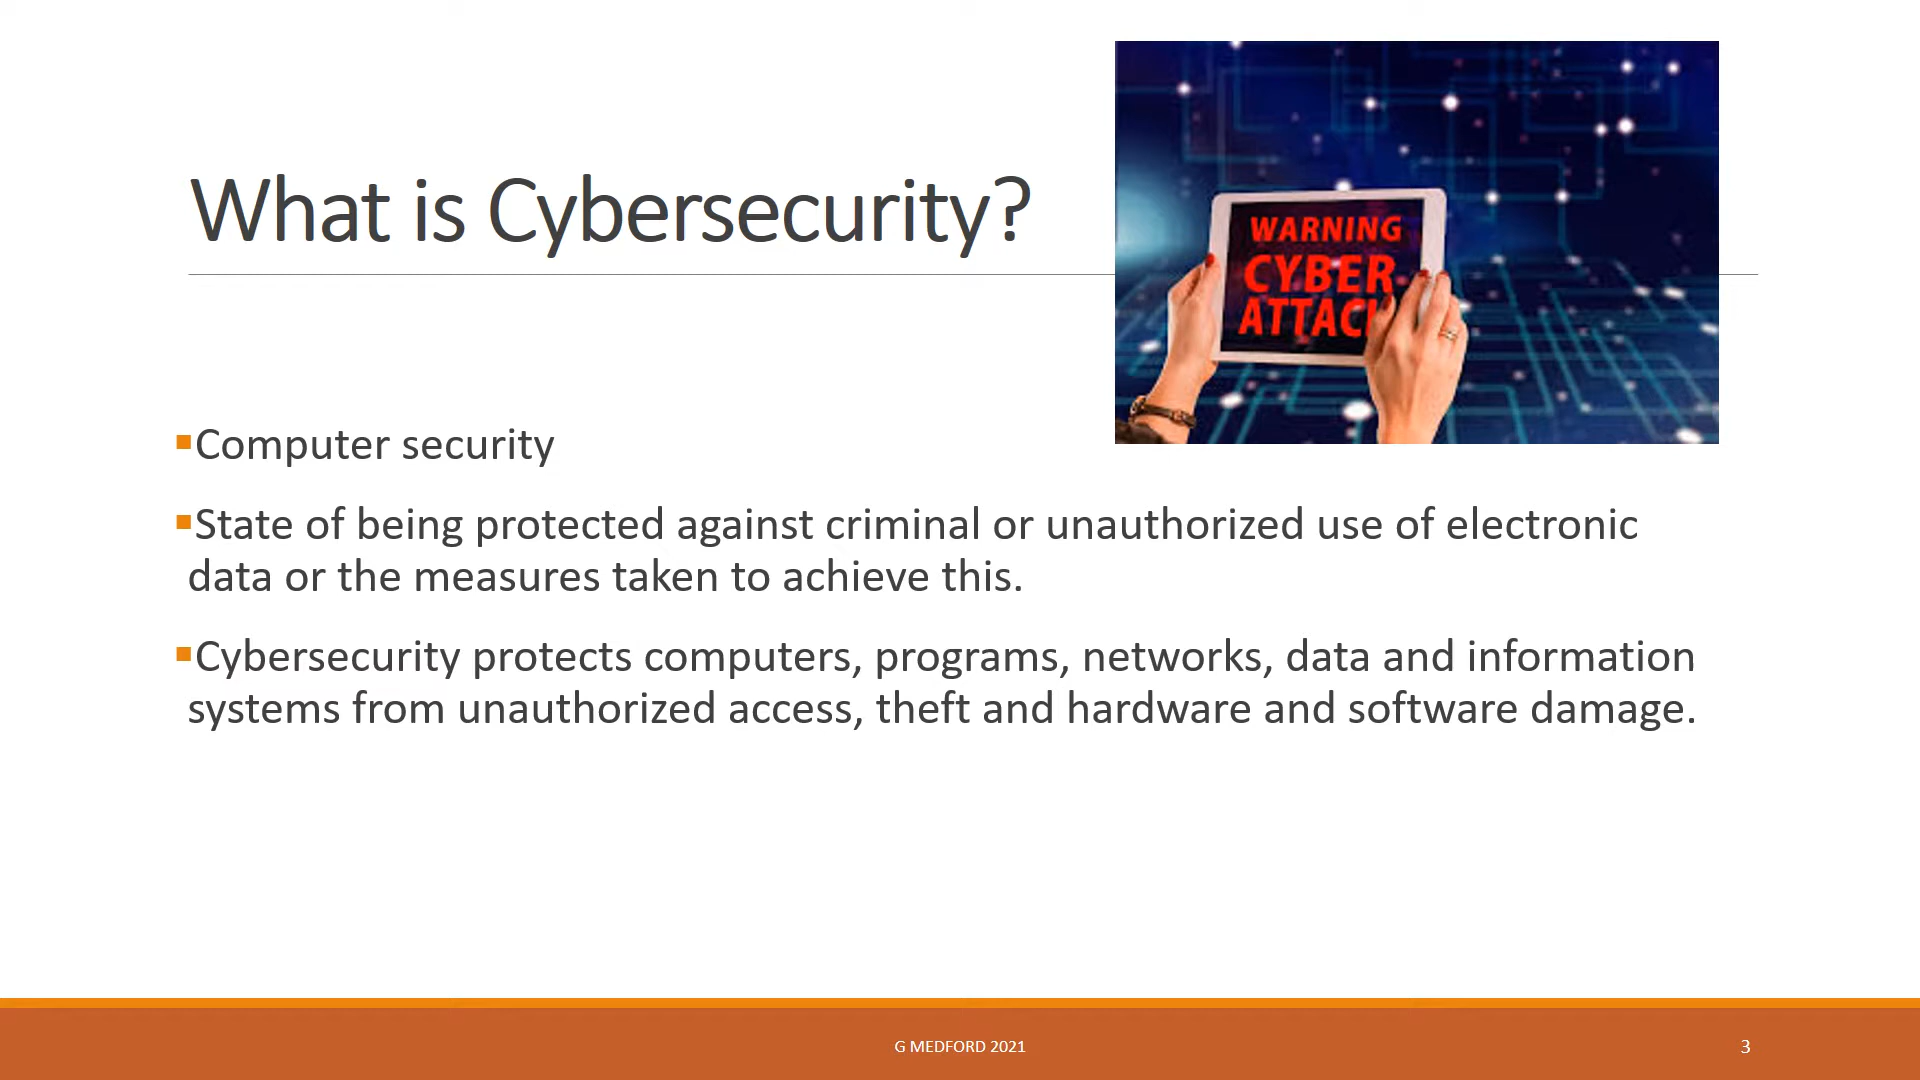 What is Cybersecurity?
WARNING
CYBER
ATTACK
▪Computer security
▪State of being protected against criminal or unauthorized use of electronic
data or the measures taken to achieve this.
▪Cybersecurity protects computers, programs, networks, data and information
systems from unauthorized access, theft and hardware and software damage.
G MEDFORD 2021
3